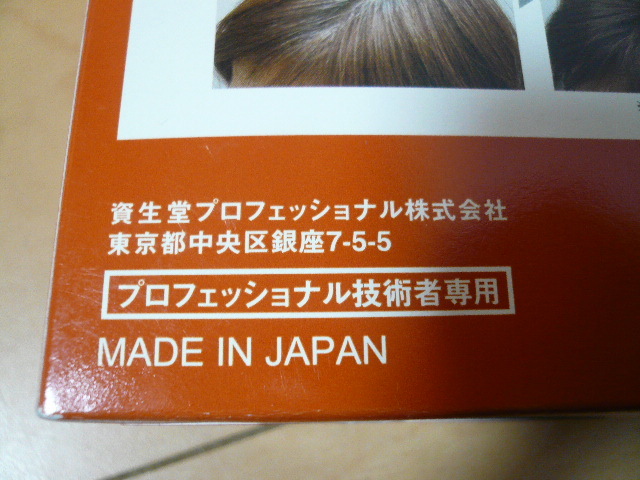 資生堂プロフェッショナル株式会社
東京都中央区銀座7-5-5
プロフェッショナル技術者専用
MADE IN JAPAN